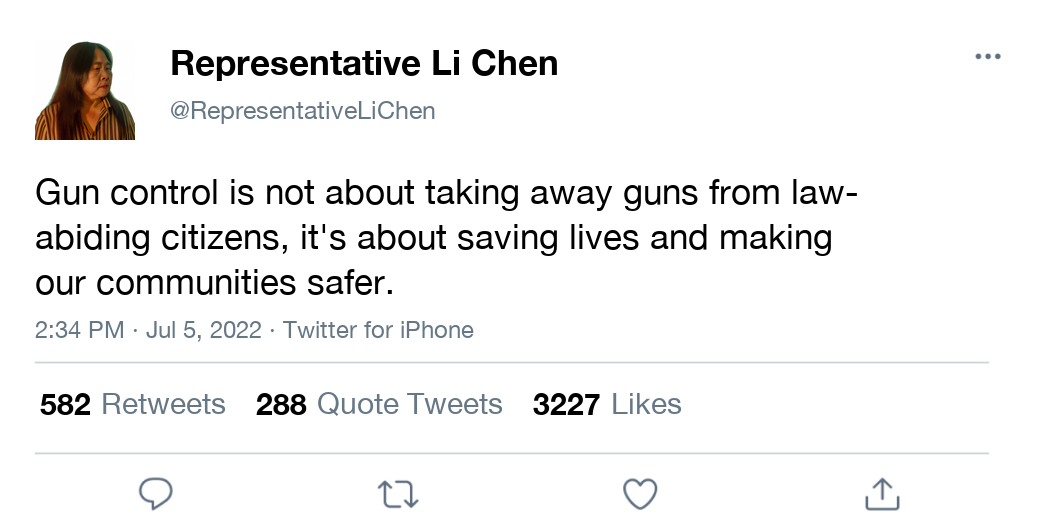 Representative Li Chen
@RepresentativeLiChen
Gun control is not about taking away guns from law-
abiding citizens, it's about saving lives and making
our communities safer.
2:34 PM · Jul 5, 2022 · Twitter for iPhone
582 Retweets 288 Quote Tweets 3227 Likes